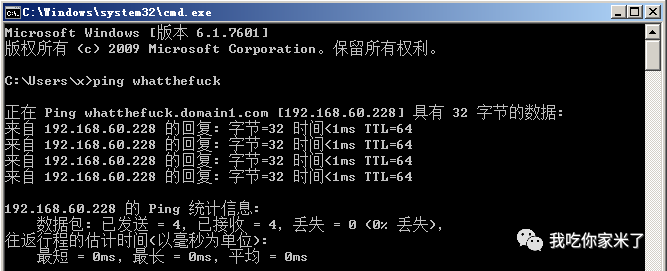 C:\Windows\system32\cmd.exe
Microsoft Windows [版本 6.1.7601]
版权所有 (c) 2009 Microsoft Corporation。保留所有权利。
C:\Users\x>ping whatthefuck
正在 Ping whatthefuck.domain1.com [192.168.60.228] 具有 32 字节的数据:
来自 192.168.60.228 的回复: 字节=32 时间<1ms TTL=64
来自 192.168.60.228 的回复: 字节=32 时间<1ms TTL=64
来自 192.168.60.228 的回复: 字节=32 时间<1ms TTL=64
来自 192.168.60.228 的回复: 字节=32 时间<1ms TTL=64
192.168.60.228 的 Ping 统计信息:
数据包: 已发送 = 4, 已接收 = 4, 丢失 = 0 (0% 丢失),
往返行程的估计时间(以毫秒为单位):
最短 = 0ms, 最长 = 0ms, 平均 = 0ms
我吃你家米了